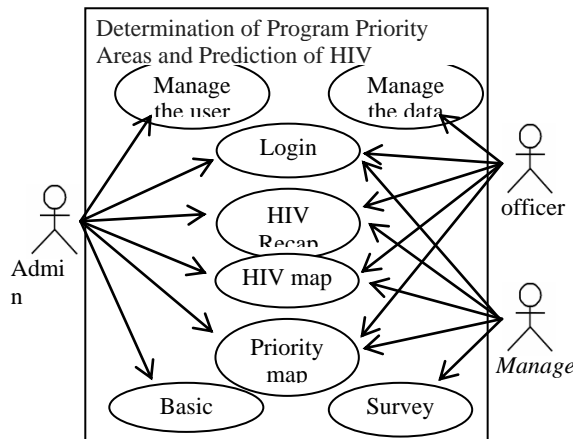 Determination of Program Priority
Areas and Prediction of HIV
Manage
the user
Manage
the data
Login
officer
HIV
Recap
Admi
n
HIV map
Priority
map
Manage
Basic
Survey